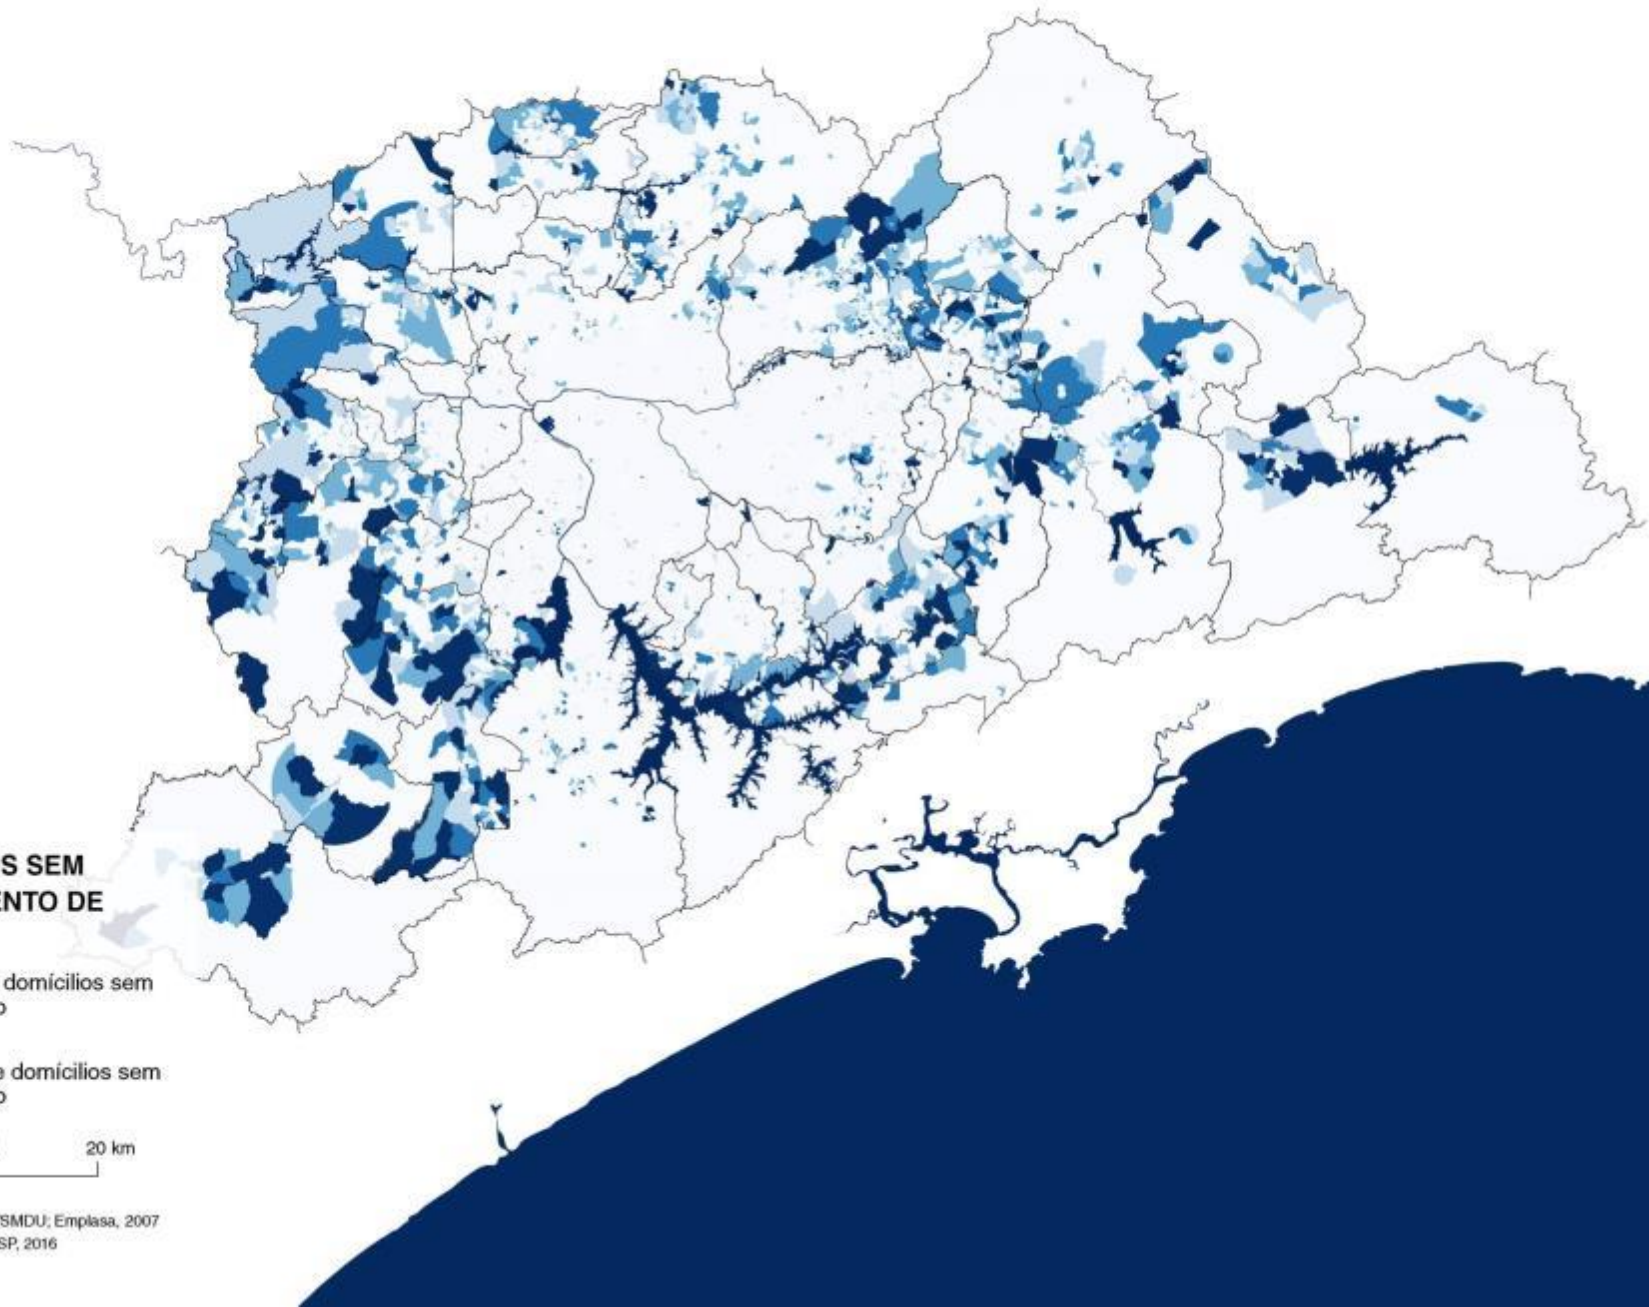 S SEM
ENTO DE
domícilios sem
o
e domícilios sem
o
20 km
/SMDU; Emplasa, 2007
SP, 2016